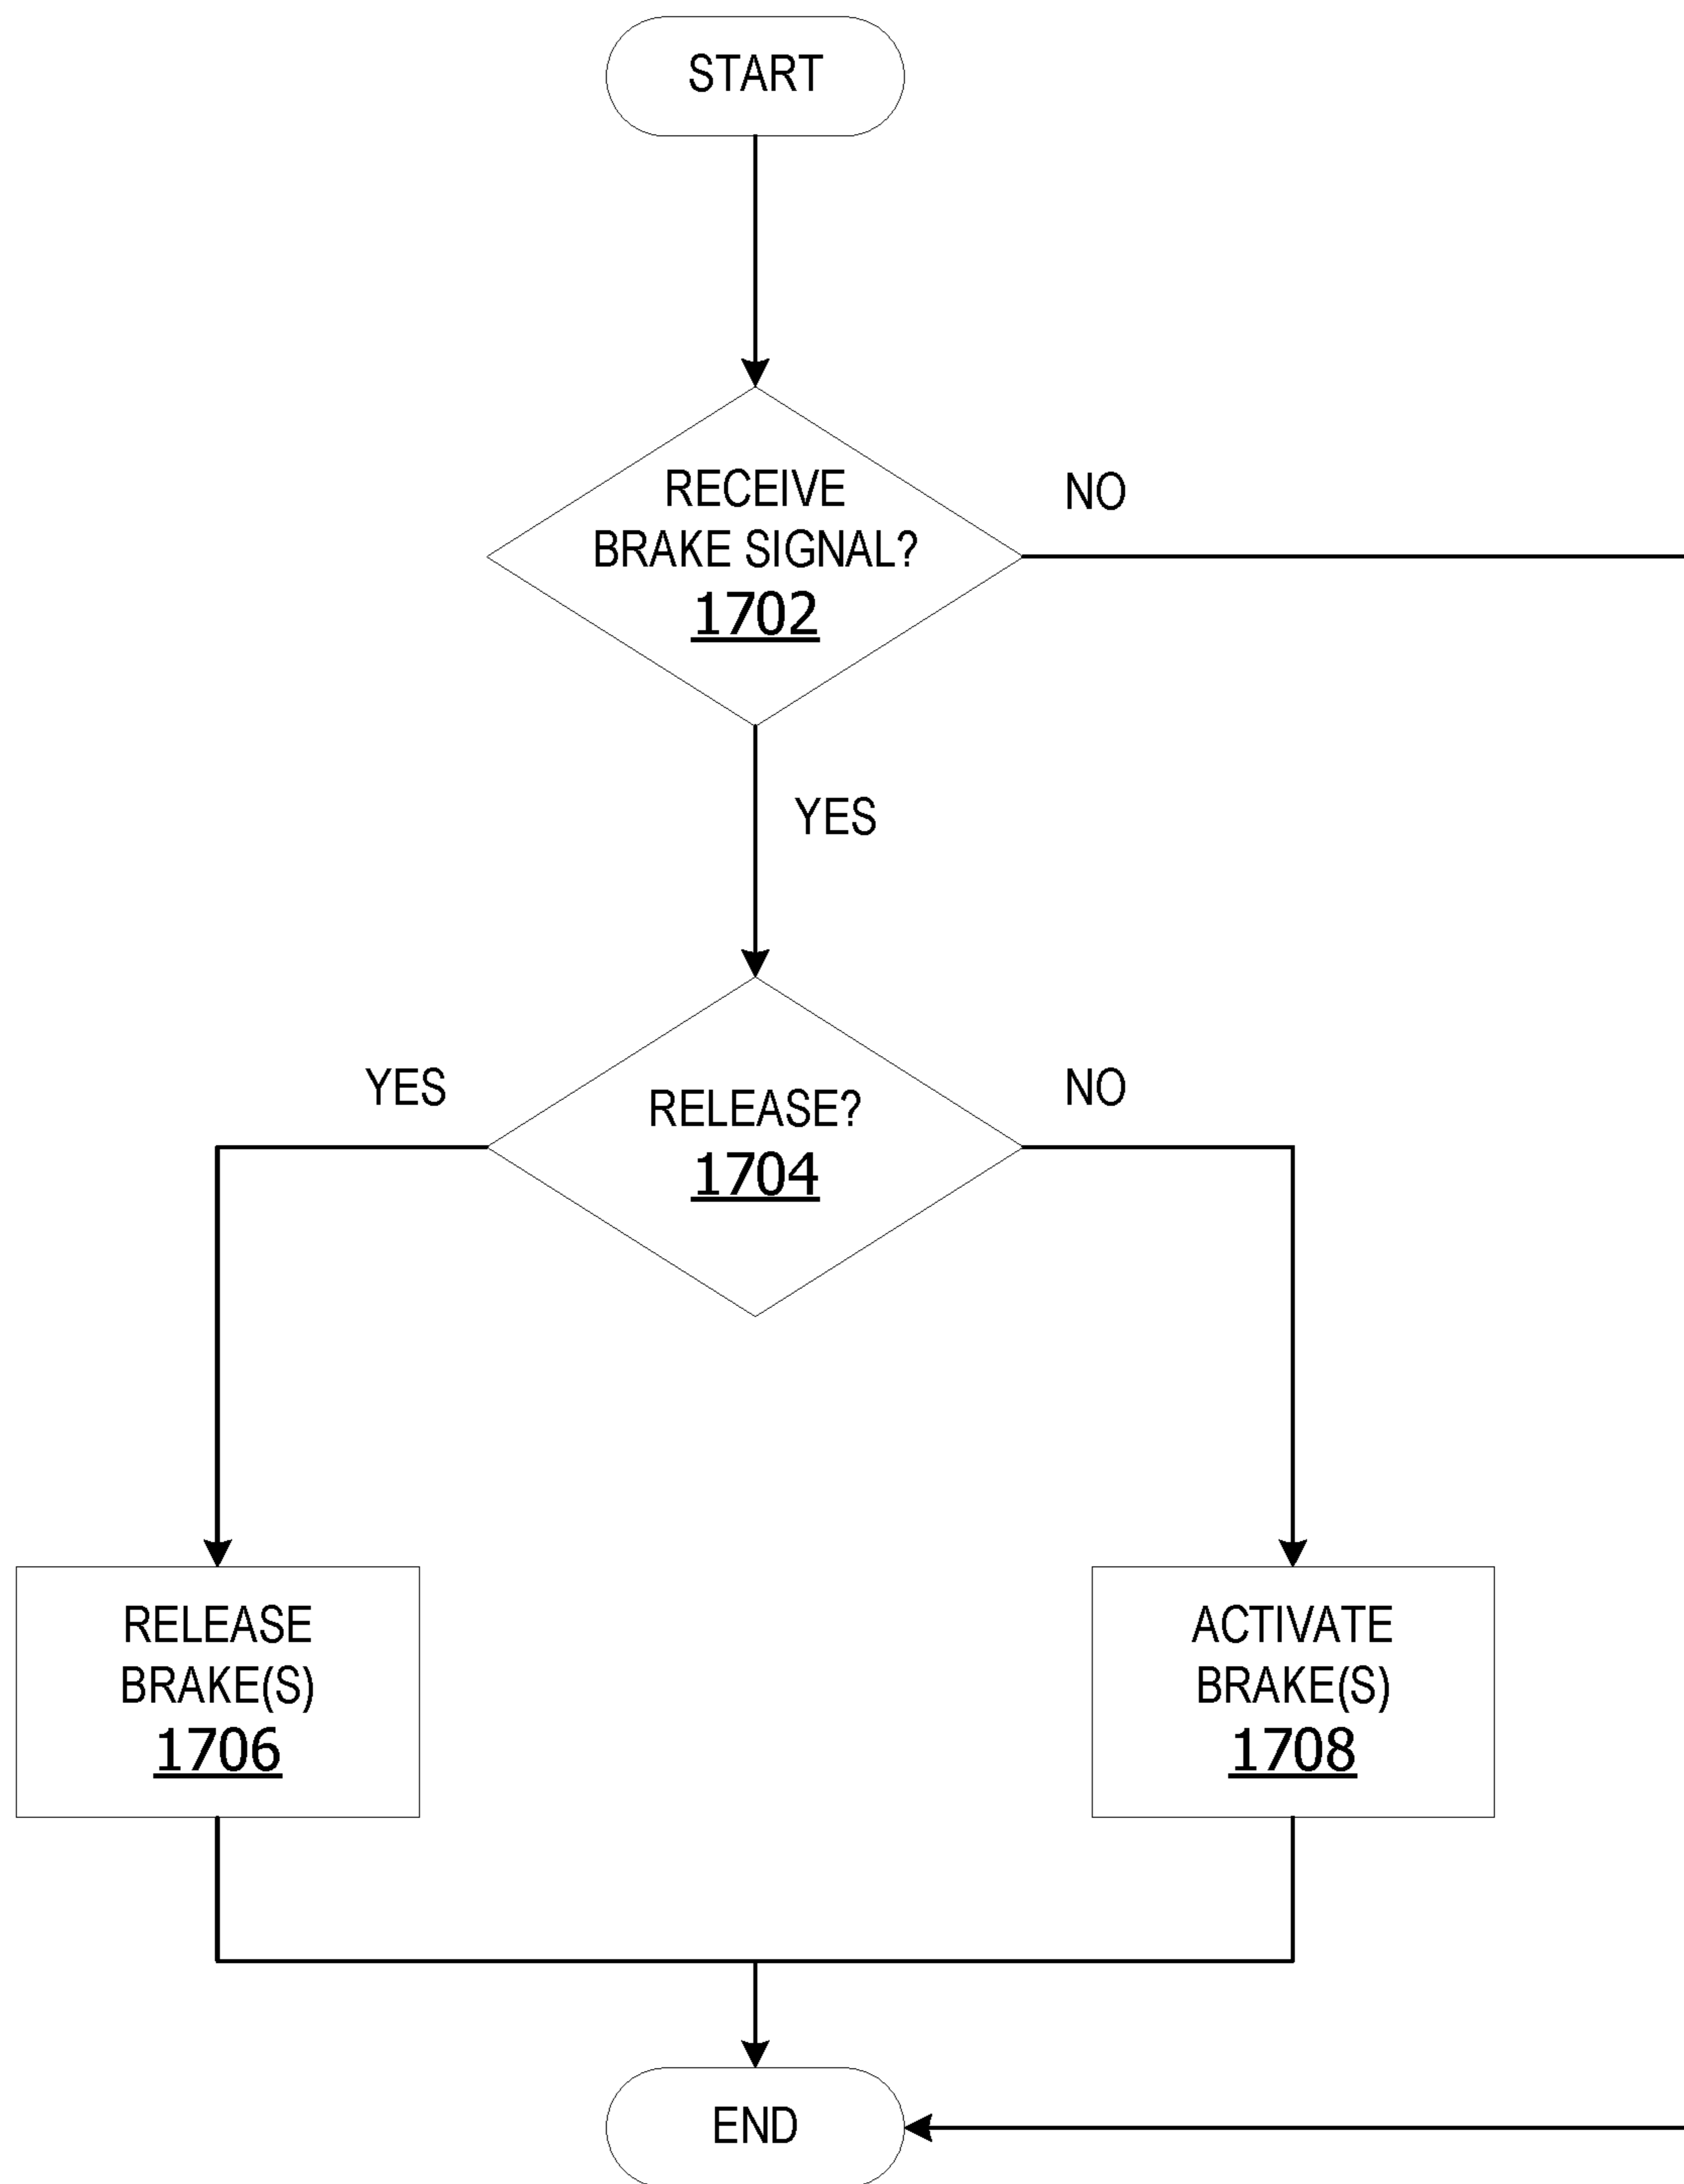 START
RECEIVE
BRAKE SIGNAL?
1702
NO
YES
YES
RELEASE?
1704
NO
RELEASE
BRAKE(S)
1706
ACTIVATE
BRAKE(S)
1708
END